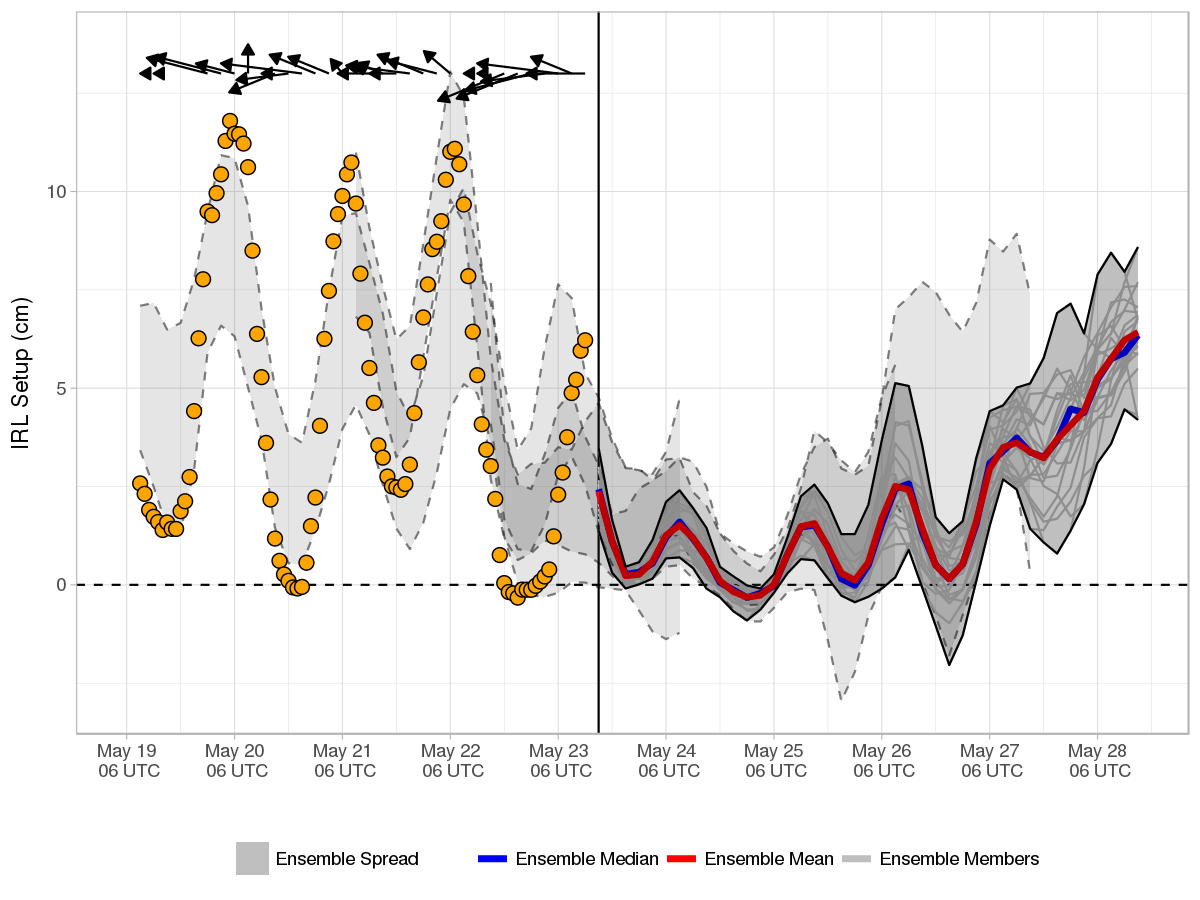 IRL Setup (cm)
10
5
0
May 19 May 20 May 21 May 22 May 23 May 24 May 25 May 26 May 27 May 28
06 UTC 06 UTC 06 UTC 06 UTC 06 UTC 06 UTC 06 UTC 06 UTC 06 UTC 06 UTC
Ensemble Spread Ensemble Median Ensemble Mean Ensemble Members